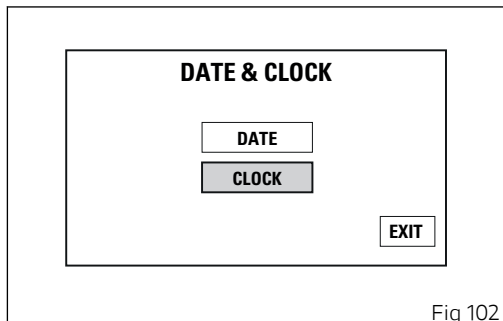 DATE & CLOCK
DATE
CLOCK
EXIT
Fig 102